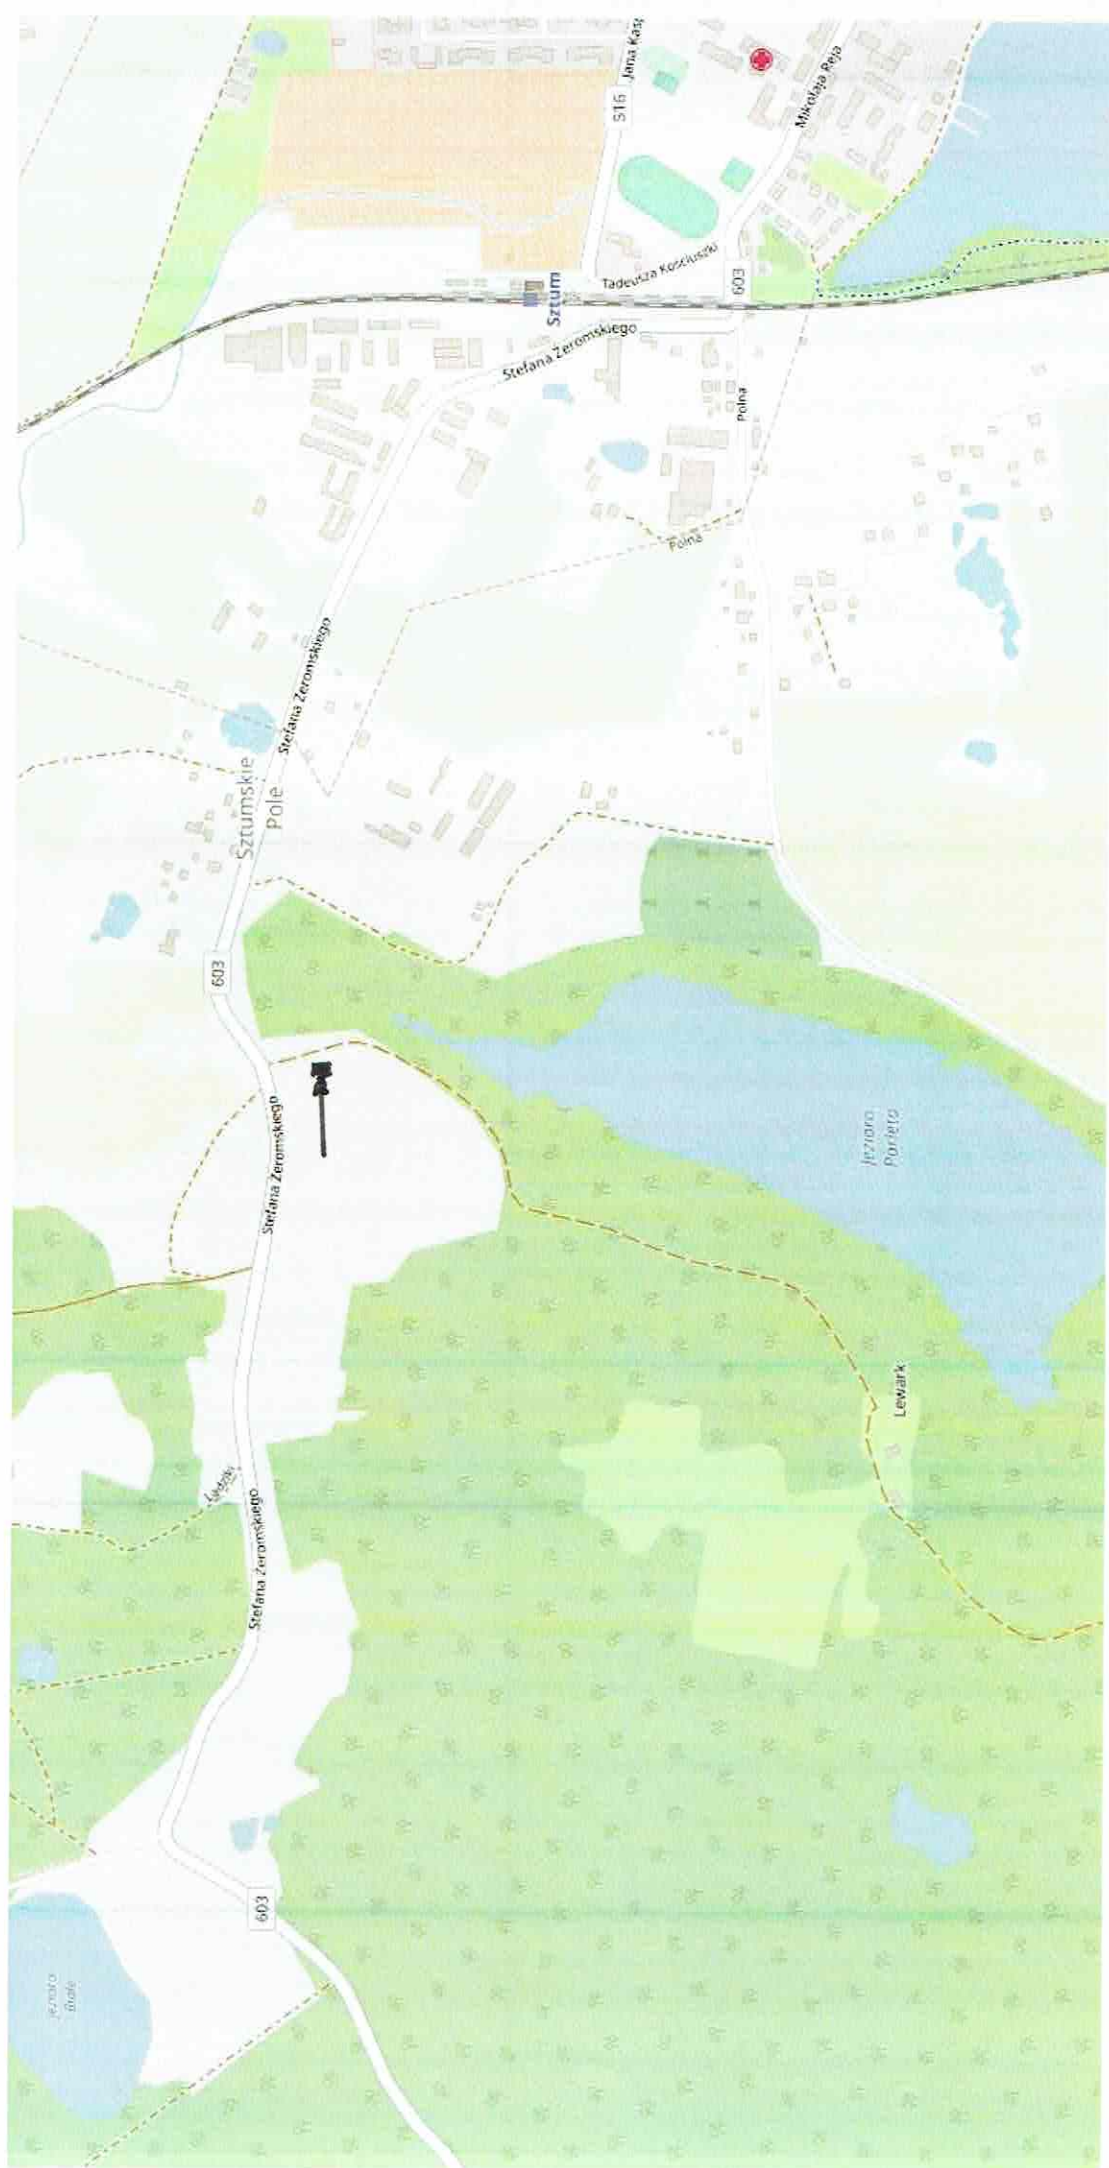 Jana Kasp
516
Mikołaja Reja
Sztum
Tadeusza Kościuszki
603
Stefana Żeromskiego
Polna
Polna
Stefana Żeromskiego
Sztumskie
Pole
603
Stefana Żeromskiego
Jezioro
Parleta
Lewark
Stefana Żeromskiego
603
Jezioro
Białe